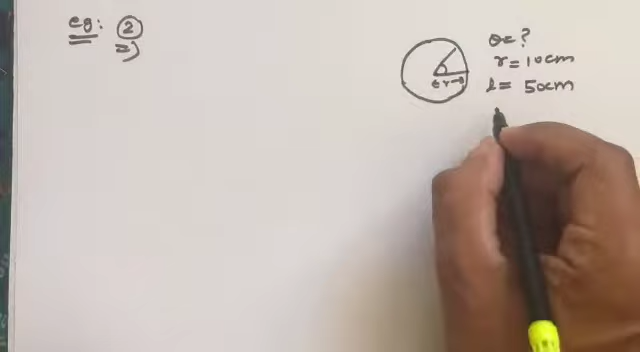 eg: 2
=)
θ= ?
r= 10cm
l= 50cm
← r →